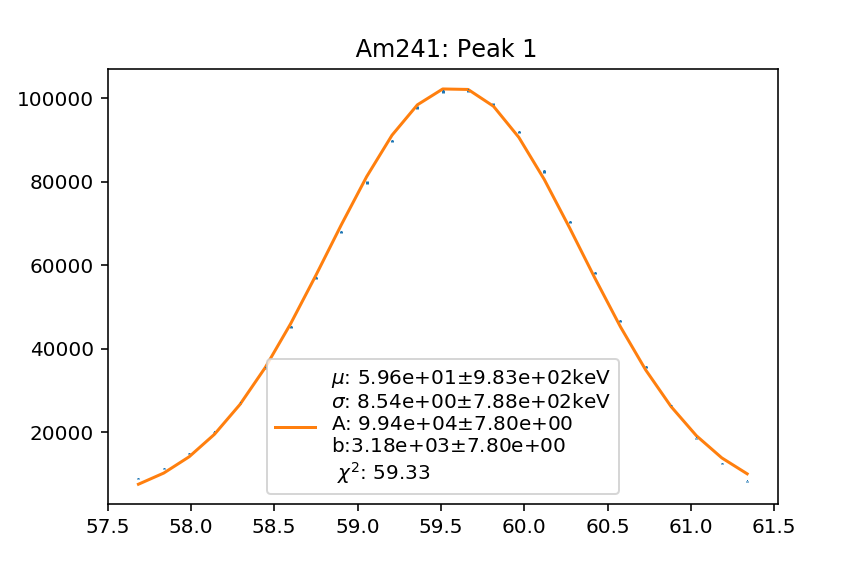 Am241: Peak 1
100000
80000
60000
40000
20000
μ: 5.96e+01±9.83e+02keV
σ: 8.54e+00±7.88e+02keV
A: 9.94e+04±7.80e+00
b:3.18e+03±7.80e+00
χ²: 59.33
57.5 58.0 58.5 59.0 59.5 60.0 60.5 61.0 61.5